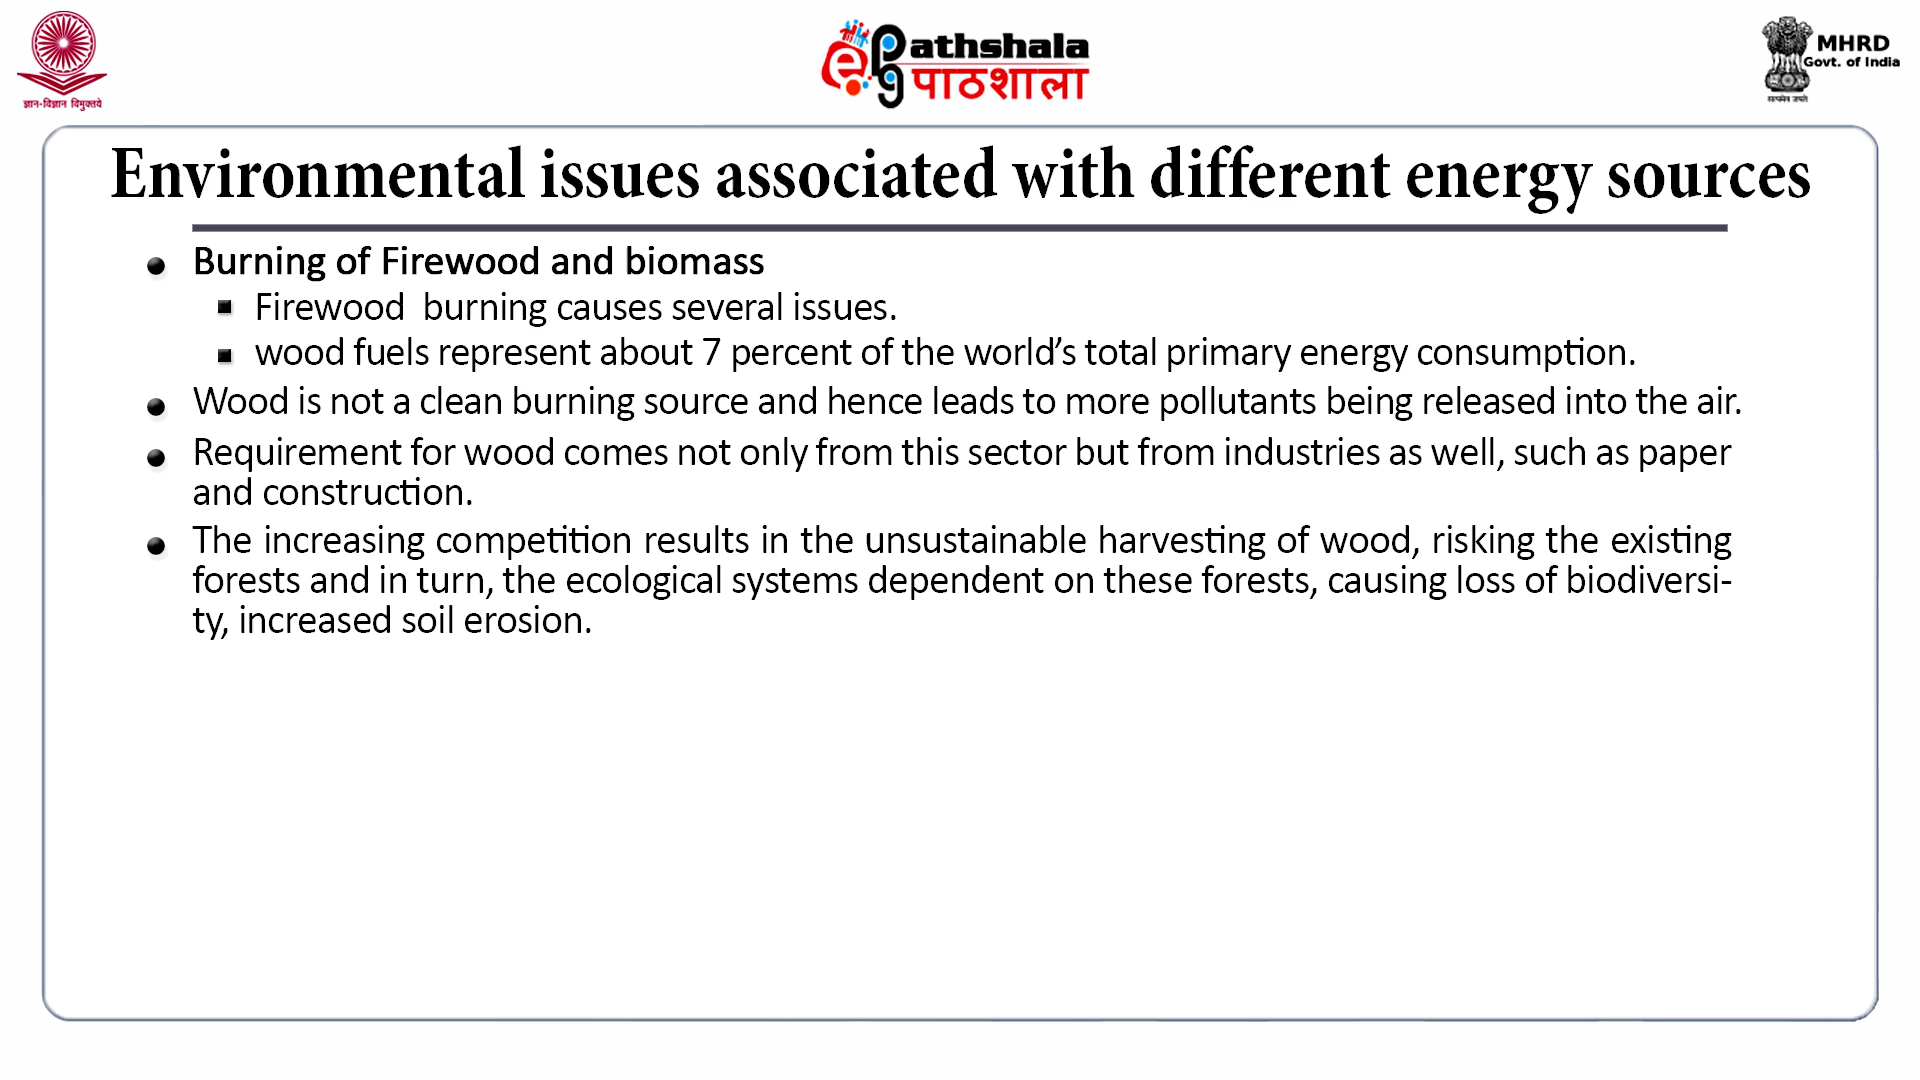 ज्ञान-विज्ञान विमुक्तये
ePg Pathshala
पाठशाला
MHRD
Govt. of India
सत्यमेव जयते
Environmental issues associated with different energy sources
Burning of Firewood and biomass
Firewood burning causes several issues.
wood fuels represent about 7 percent of the world’s total primary energy consumption.
Wood is not a clean burning source and hence leads to more pollutants being released into the air.
Requirement for wood comes not only from this sector but from industries as well, such as paper
and construction.
The increasing competition results in the unsustainable harvesting of wood, risking the existing
forests and in turn, the ecological systems dependent on these forests, causing loss of biodiversi-
ty, increased soil erosion.